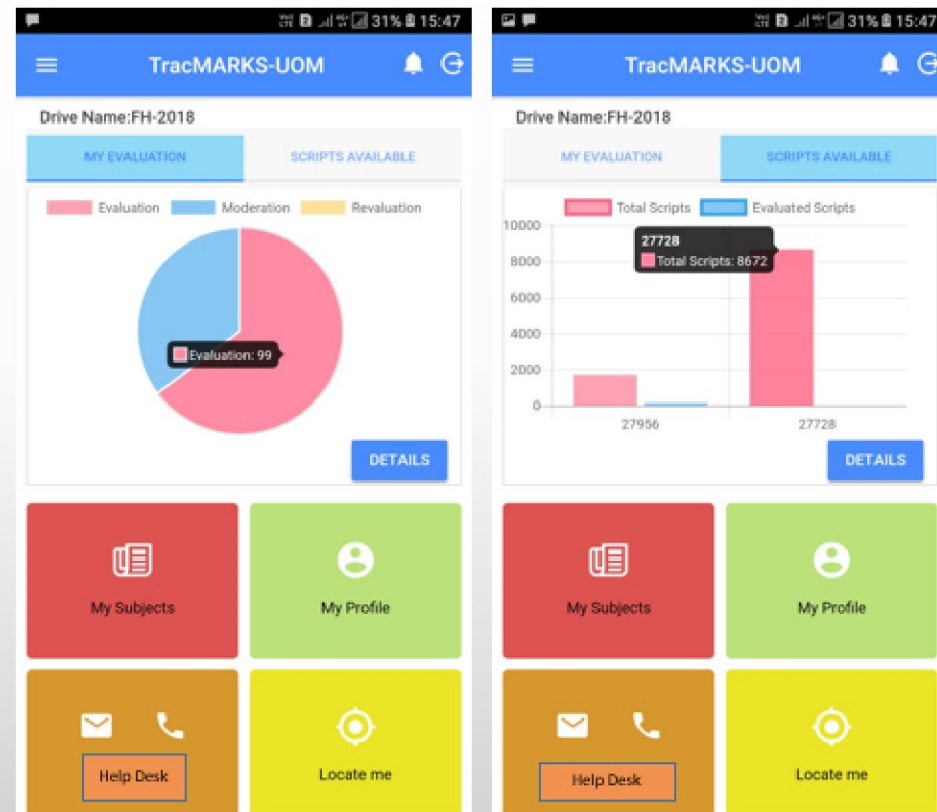 31% 15:47
TracMARKS-UOM
Drive Name:FH-2018
MY EVALUATION SCRIPTS AVAILABLE
Evaluation Moderation Revaluation
Evaluation: 99
DETAILS
My Subjects My Profile
Help Desk Locate me
31% 15:47
TracMARKS-UOM
Drive Name:FH-2018
MY EVALUATION SCRIPTS AVAILABLE
Total Scripts Evaluated Scripts
10000
27728
8000
Total Scripts: 8672
6000
4000
2000
0
27956 27728
DETAILS
My Subjects My Profile
Help Desk Locate me